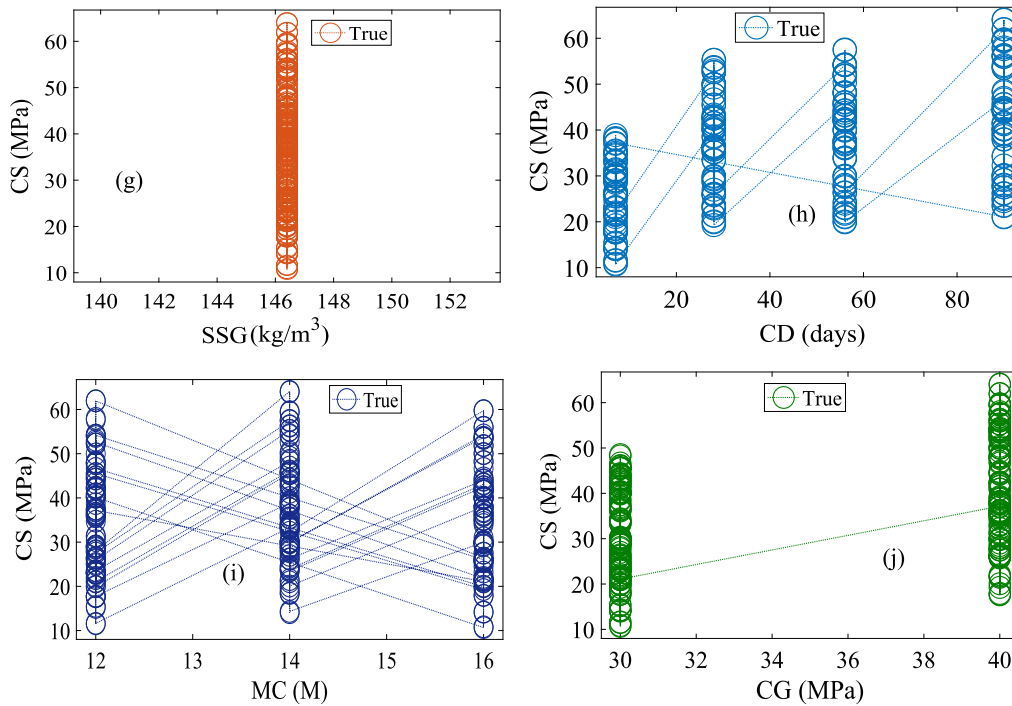 60
50
40
30
20
10
CS (MPa)
True
(g)
140 142 144 146 148 150 152
SSG (kg/m³)
60
50
40
30
20
10
CS (MPa)
True
(h)
20 40 60 80
CD (days)
60
50
40
30
20
10
CS (MPa)
True
(i)
12 13 14 15 16
MC (M)
60
50
40
30
20
10
CS (MPa)
True
(j)
30 32 34 36 38 40
CG (MPa)